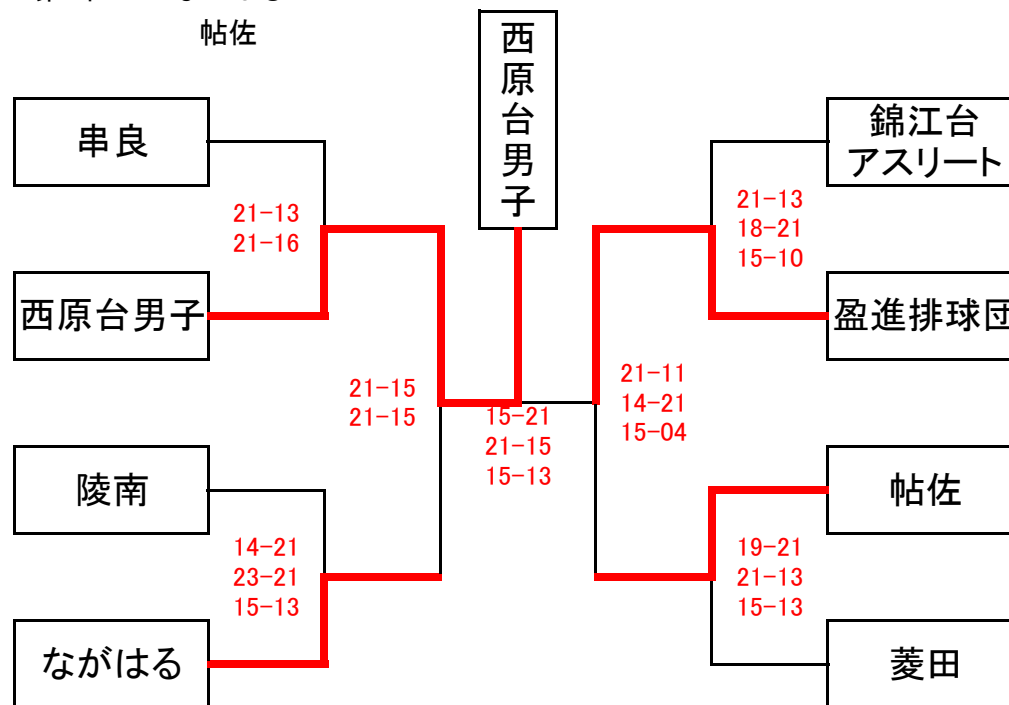 帖佐
西原台男子
串良
錦江台
アスリート
21-13
21-16
21-13
18-21
15-10
西原台男子
盈進排球団
21-15
21-15
15-21
21-15
15-13
21-11
14-21
15-04
陵南
帖佐
14-21
23-21
15-13
19-21
21-13
15-13
ながはる
菱田